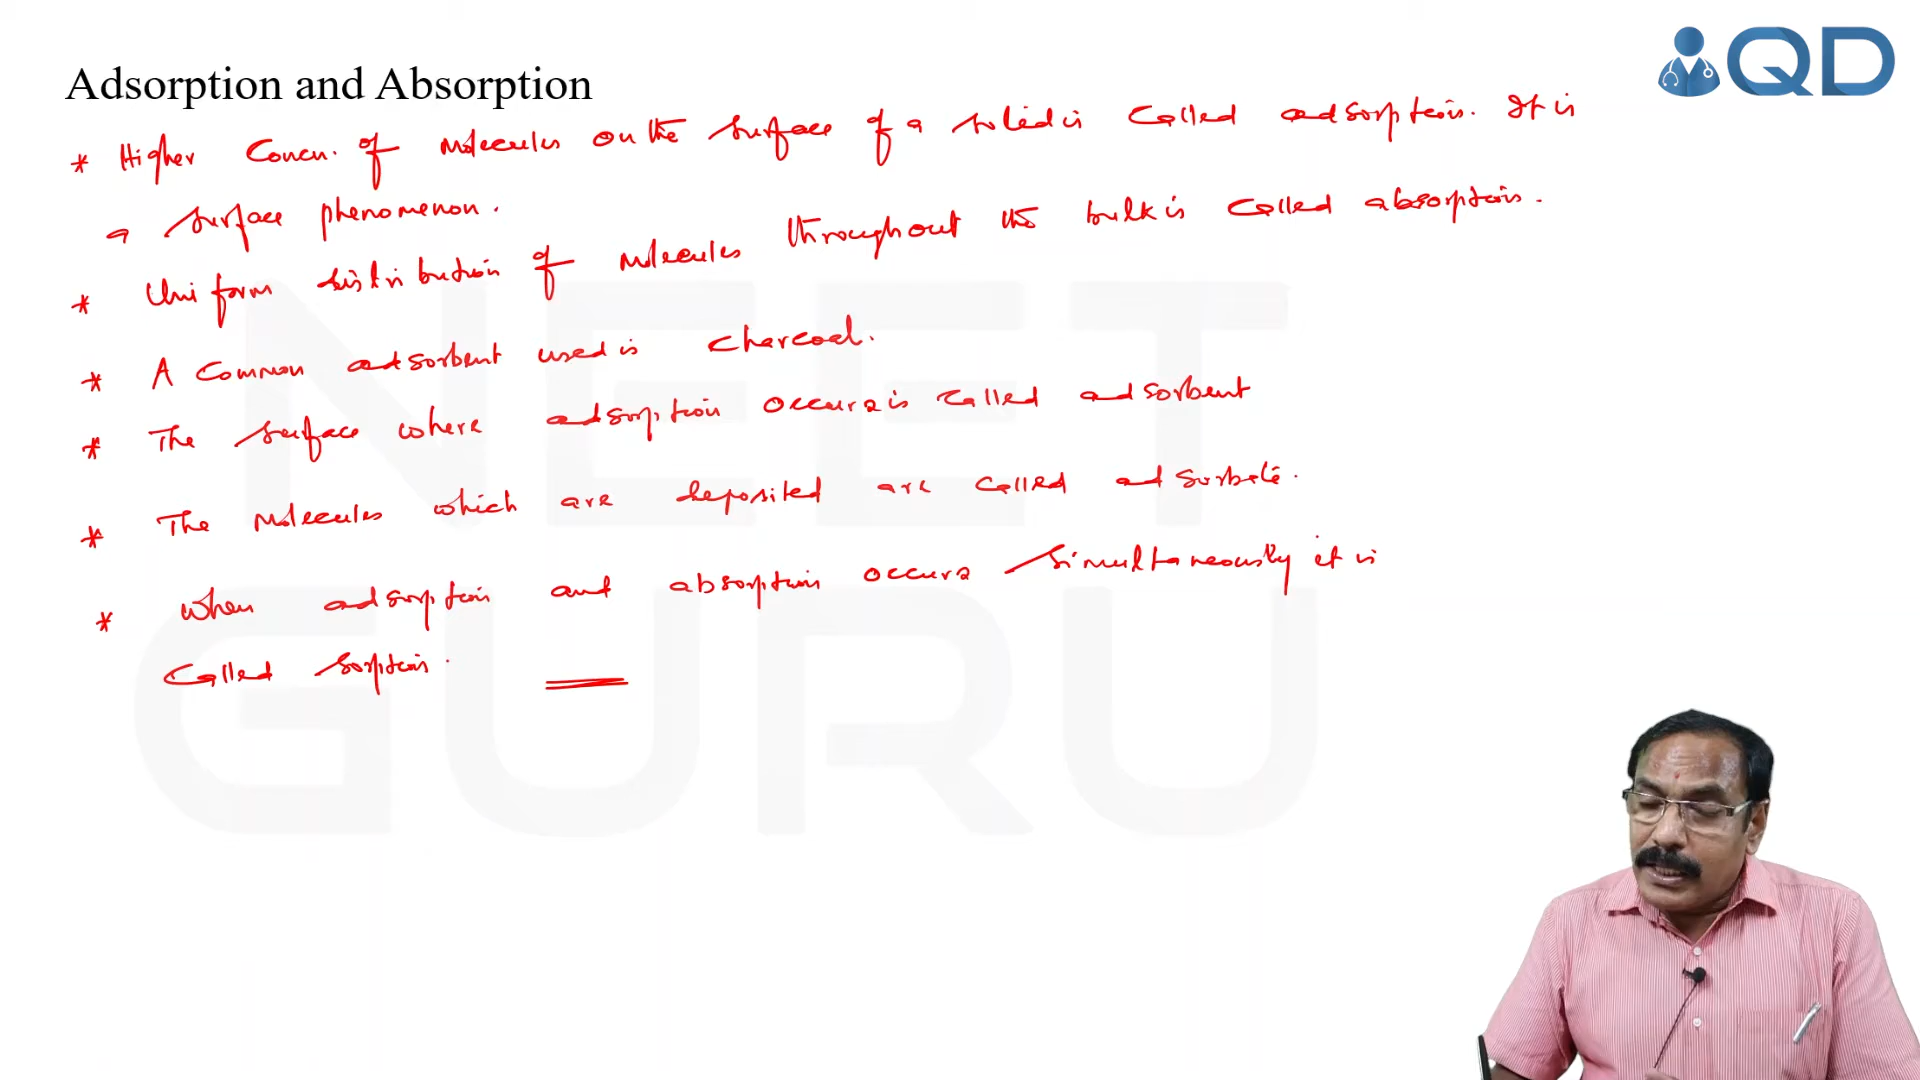 QD
Adsorption and Absorption
* Higher Concn. of molecules on the surface of a solid is called adsorption. It is
a surface phenomenon.
* Uniform distribution of molecules throughout the bulk is called absorption.
* A common adsorbent used is charcoal.
* The surface where adsorption occurs is called adsorbent
* The molecules which are deposited are called adsorbate.
* When adsorption and absorption occurs simultaneously it is
called sorption.
NEET
GURU